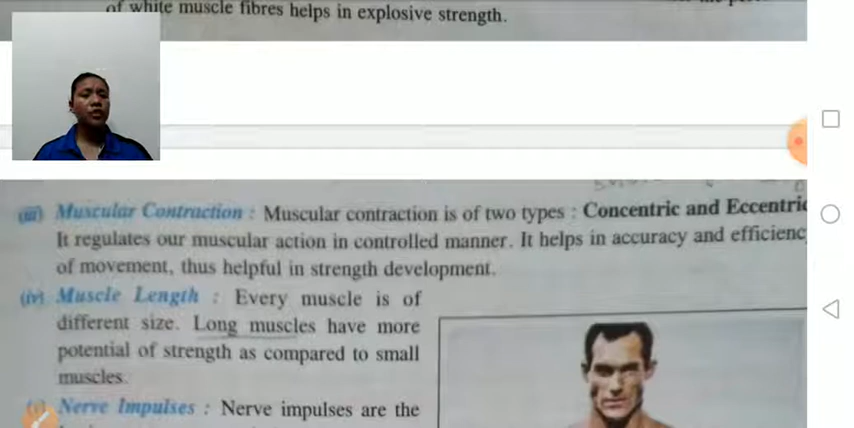 of white muscle fibres helps in explosive strength.
(iii) Muscular Contraction : Muscular contraction is of two types : Concentric and Eccentric
It regulates our muscular action in controlled manner. It helps in accuracy and efficienc
of movement, thus helpful in strength development.
(iv) Muscle Length : Every muscle is of
different size. Long muscles have more
potential of strength as compared to small
muscles.
Nerve Impulses : Nerve impulses are the